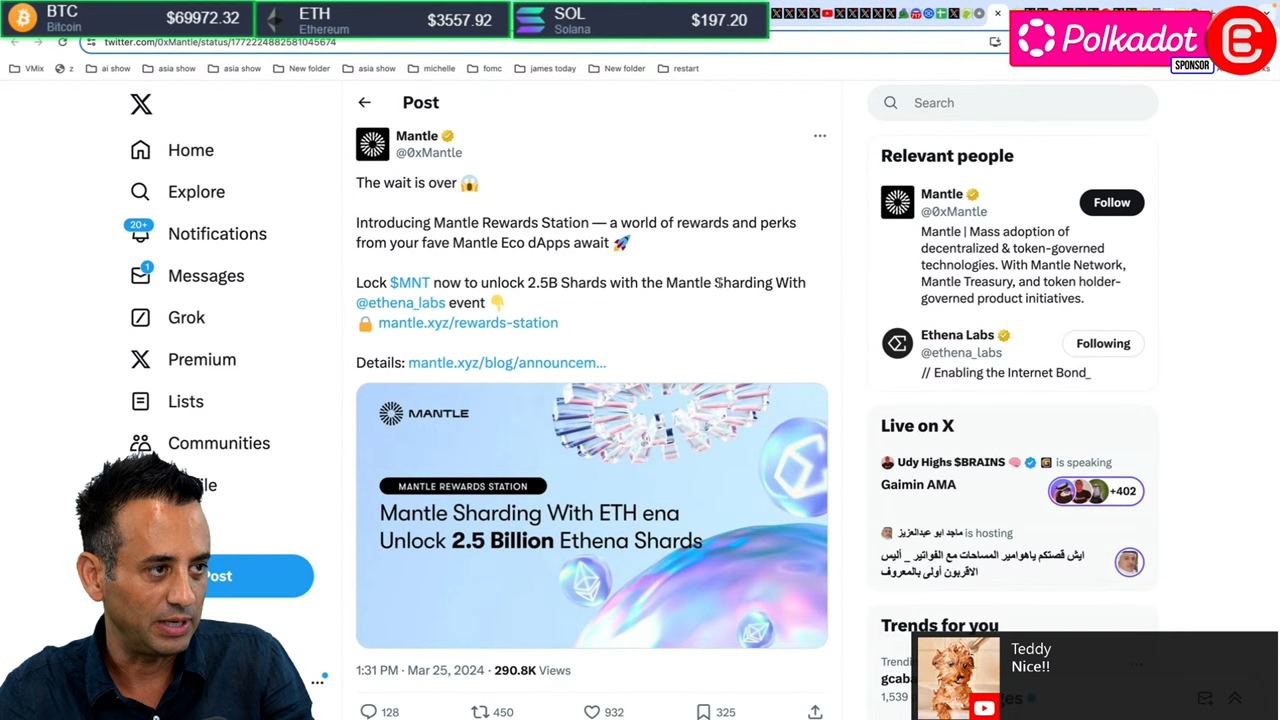 BTC
Bitcoin
$69972.32
ETH
Ethereum
$3557.92
SOL
Solana
$197.20
Polkadot
SPONSOR
twitter.com/0xMantle/status/1772224882581045674
VMix
z
ai show
asia show
asia show
New folder
asia show
michelle
fomc
james today
New folder
restart
Home
Explore
20+
Notifications
1
Messages
Grok
Premium
Lists
Communities
Post
Mantle
@0xMantle
The wait is over 😱
Introducing Mantle Rewards Station — a world of rewards and perks
from your fave Mantle Eco dApps await 🚀
Lock $MNT now to unlock 2.5B Shards with the Mantle Sharding With
@ethena_labs event 👇
🔒 mantle.xyz/rewards-station
Details: mantle.xyz/blog/announcem...
MANTLE
MANTLE REWARDS STATION
Mantle Sharding With ETH ena
Unlock 2.5 Billion Ethena Shards
1:31 PM · Mar 25, 2024 · 290.8K Views
128
450
932
325
Search
Relevant people
Mantle
@0xMantle
Follow
Mantle | Mass adoption of
decentralized & token-governed
technologies. With Mantle Network,
Mantle Treasury, and token holder-
governed product initiatives.
Ethena Labs
@ethena_labs
Following
// Enabling the Internet Bond_
Live on X
Udy Highs $BRAINS 🧠 is speaking
Gaimin AMA
+402
ماجد ابو عبدالعزيز is hosting
ايش قصتكم ياهوامير المساحات مع الفواتير _ أليس
الاقربون أولى بالمعروف
Trends for you
Teddy
Nice!!